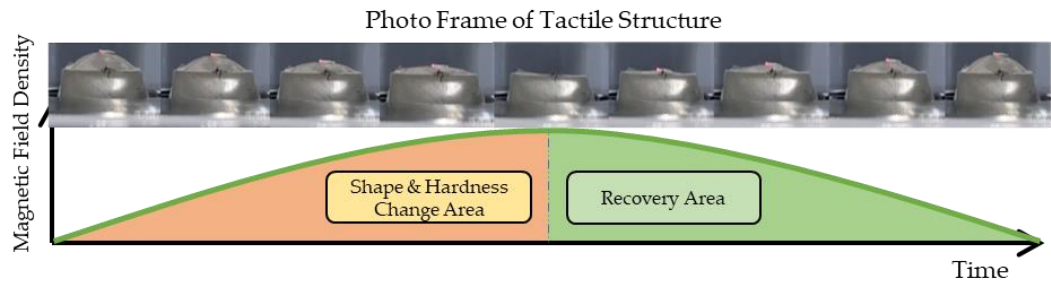 Photo Frame of Tactile Structure
Magnetic Field Density
Shape & Hardness
Change Area
Recovery Area
Time